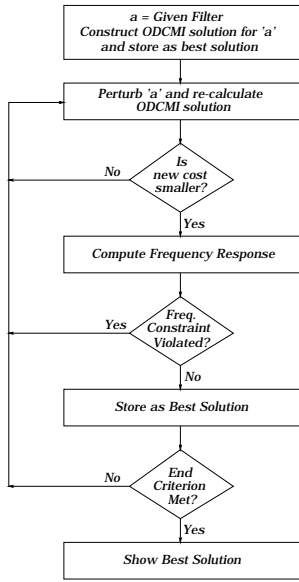 a = Given Filter
Construct ODCMI solution for 'a'
and store as best solution
Perturb 'a' and re-calculate
ODCMI solution
Is
new cost
smaller?
No
Yes
Compute Frequency Response
Freq.
Constraint
Violated?
Yes
No
Store as Best Solution
End
Criterion
Met?
No
Yes
Show Best Solution